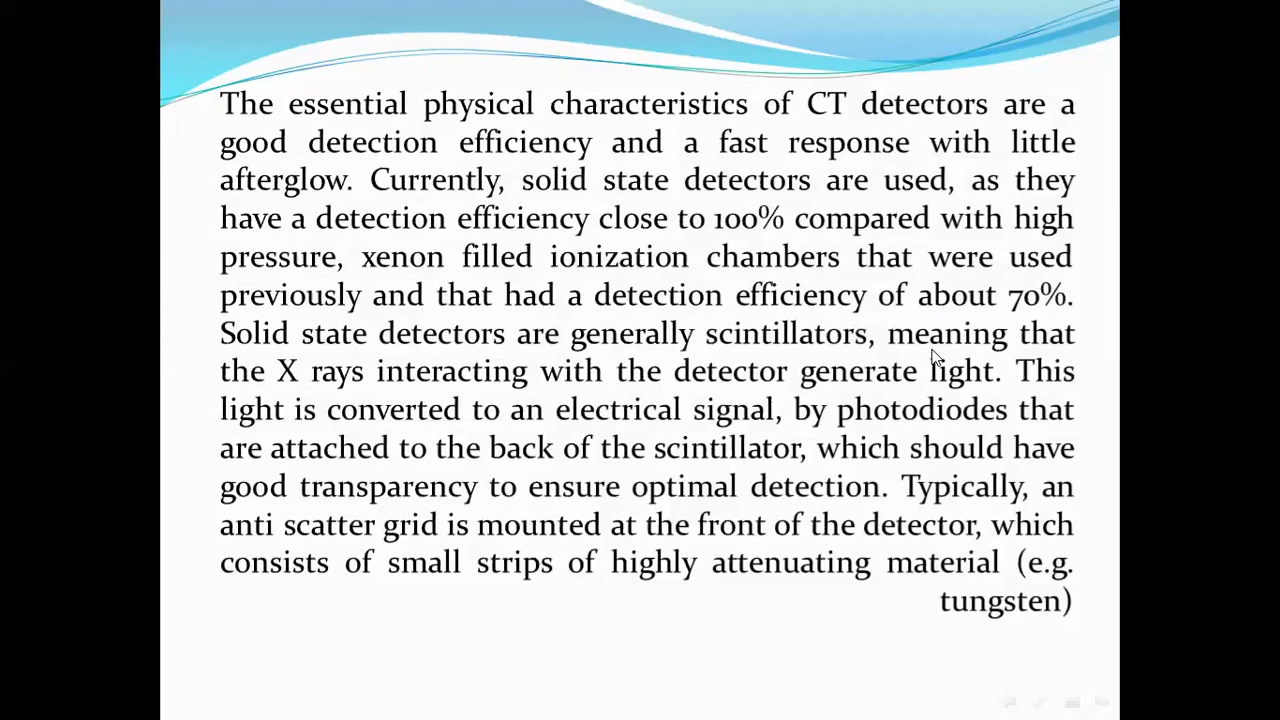 The essential physical characteristics of CT detectors are a
good detection efficiency and a fast response with little
afterglow. Currently, solid state detectors are used, as they
have a detection efficiency close to 100% compared with high
pressure, xenon filled ionization chambers that were used
previously and that had a detection efficiency of about 70%.
Solid state detectors are generally scintillators, meaning that
the X rays interacting with the detector generate light. This
light is converted to an electrical signal, by photodiodes that
are attached to the back of the scintillator, which should have
good transparency to ensure optimal detection. Typically, an
anti scatter grid is mounted at the front of the detector, which
consists of small strips of highly attenuating material (e.g.
tungsten)